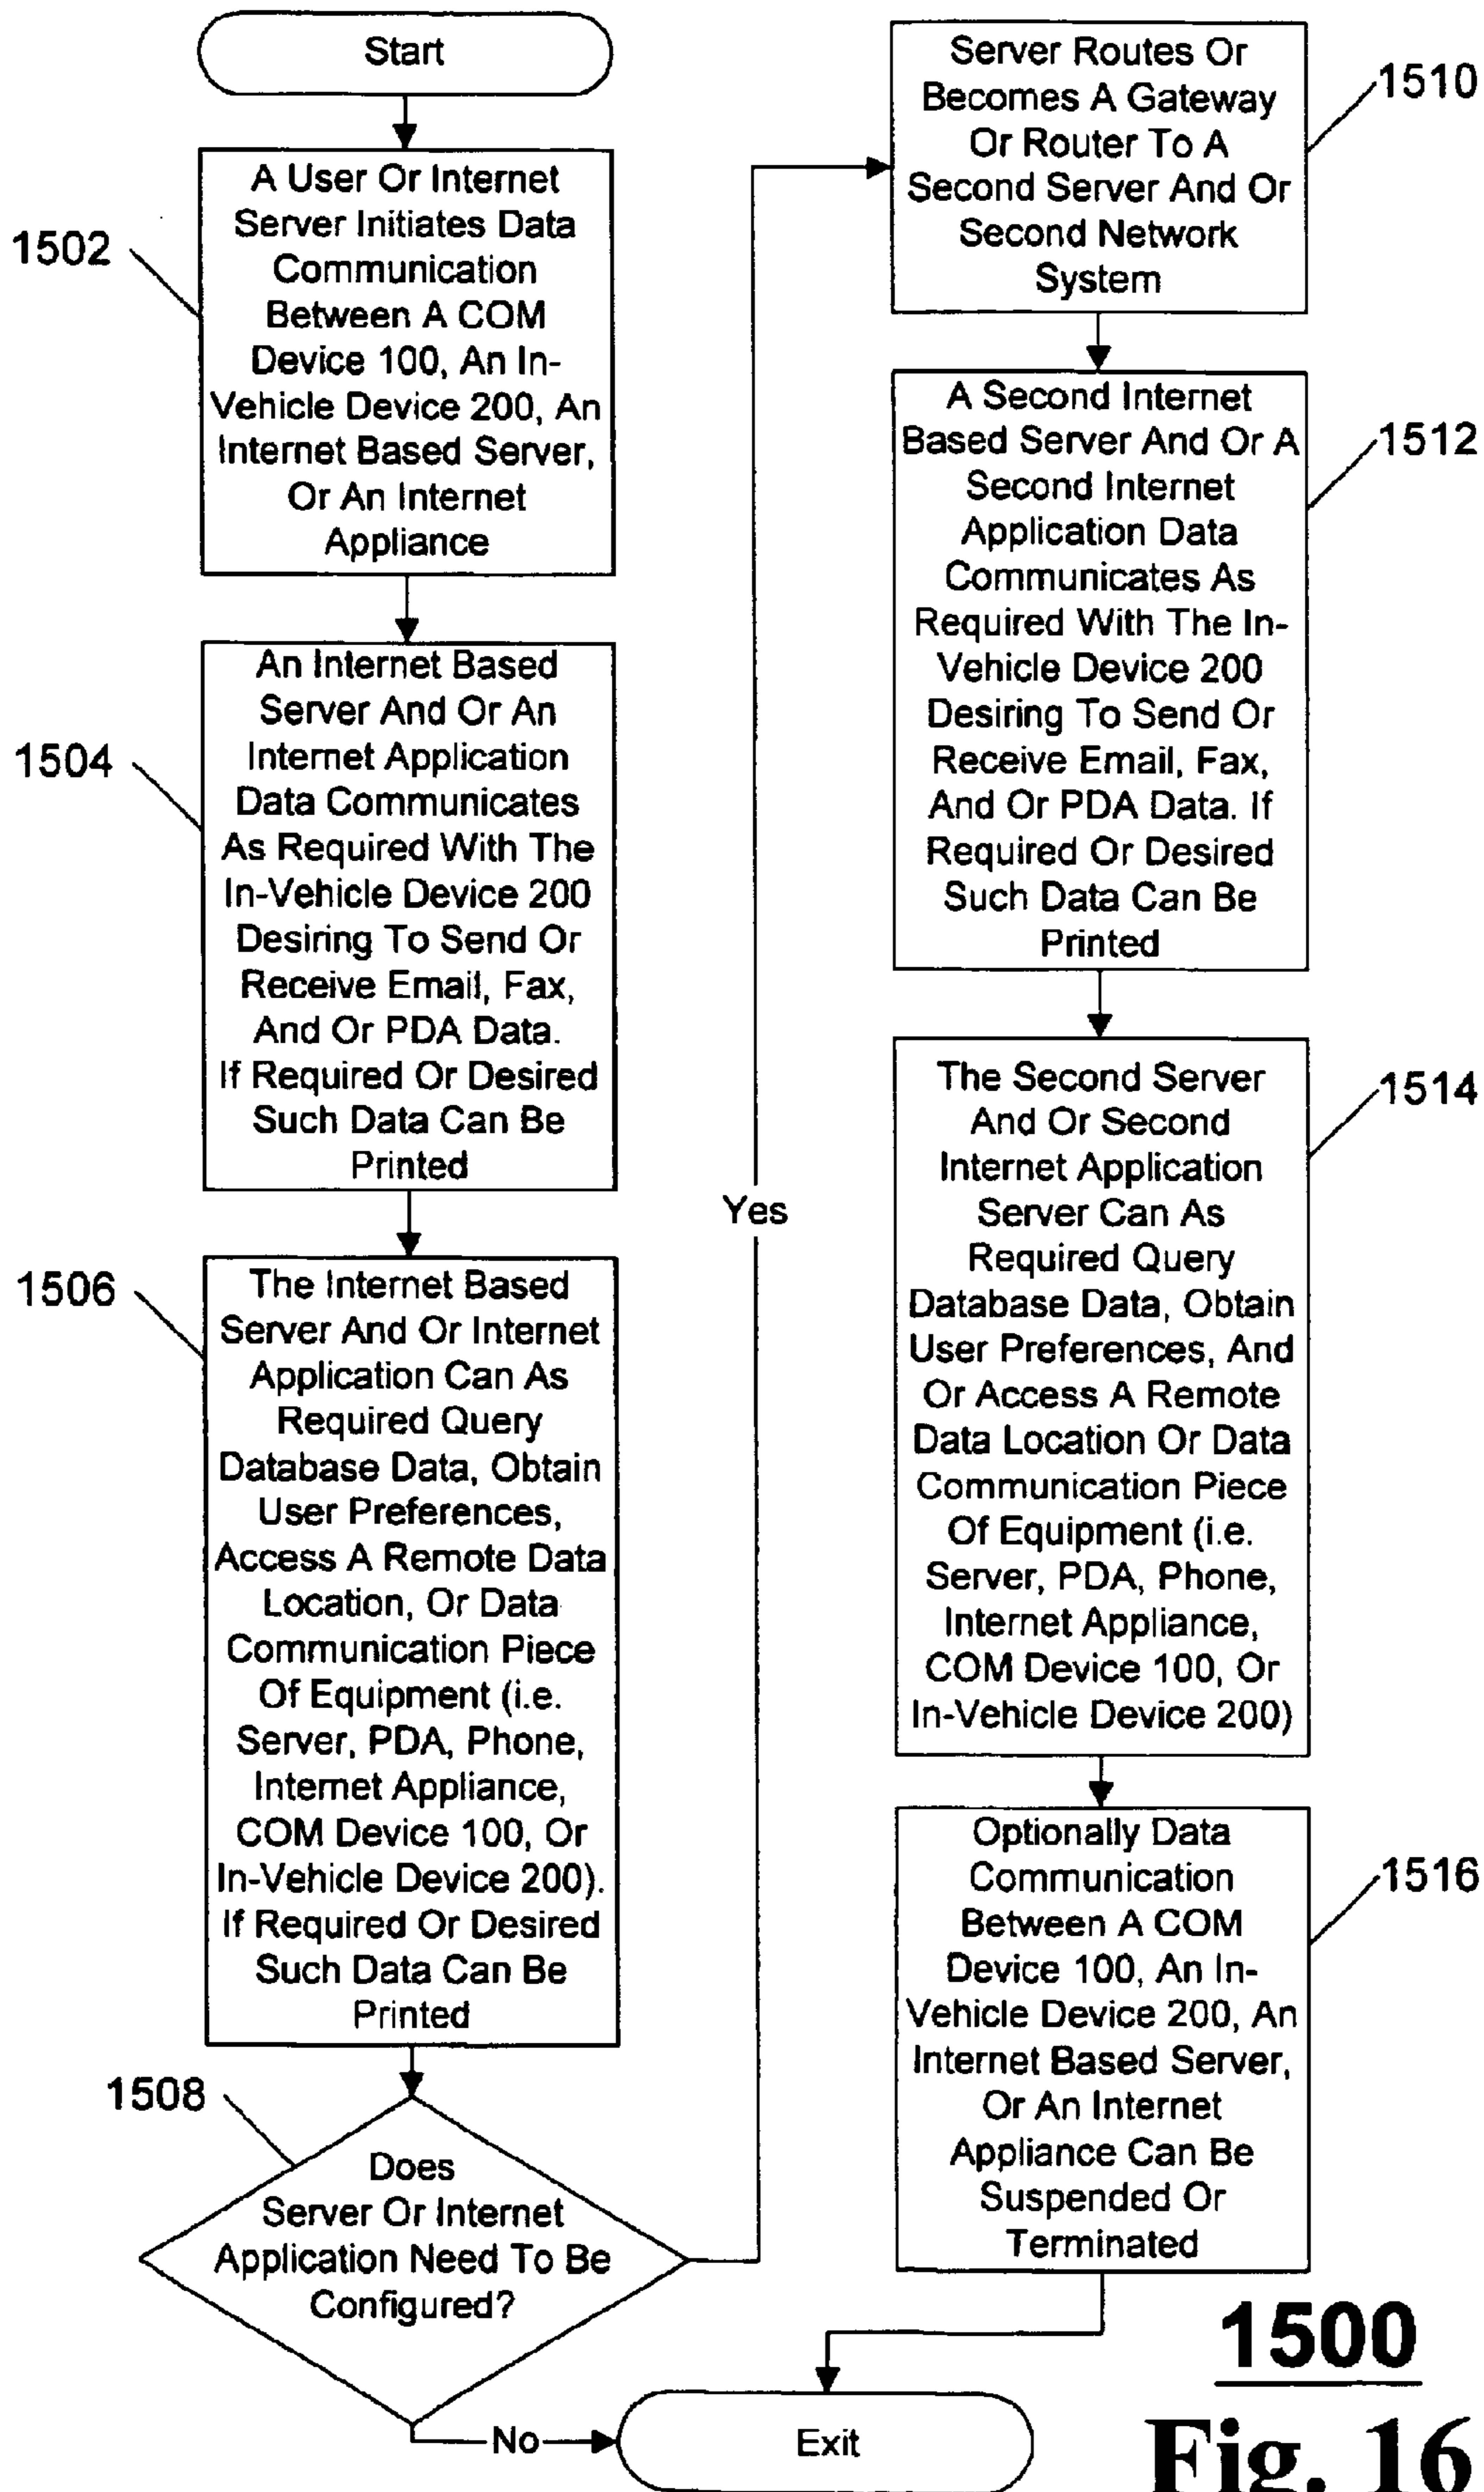 Start
1502
A User Or Internet
Server Initiates Data
Communication
Between A COM
Device 100, An In-
Vehicle Device 200, An
Internet Based Server,
Or An Internet
Appliance
1504
An Internet Based
Server And Or An
Internet Application
Data Communicates
As Required With The
In-Vehicle Device 200
Desiring To Send Or
Receive Email, Fax,
And Or PDA Data.
If Required Or Desired
Such Data Can Be
Printed
1506
The Internet Based
Server And Or Internet
Application Can As
Required Query
Database Data, Obtain
User Preferences,
Access A Remote Data
Location, Or Data
Communication Piece
Of Equipment (i.e.
Server, PDA, Phone,
Internet Appliance,
COM Device 100, Or
In-Vehicle Device 200).
If Required Or Desired
Such Data Can Be
Printed
1508
Does
Server Or Internet
Application Need To Be
Configured?
No
Yes
Server Routes Or
Becomes A Gateway
Or Router To A
Second Server And Or
Second Network
System
1510
A Second Internet
Based Server And Or A
Second Internet
Application Data
Communicates As
Required With The In-
Vehicle Device 200
Desiring To Send Or
Receive Email, Fax,
And Or PDA Data. If
Required Or Desired
Such Data Can Be
Printed
1512
The Second Server
And Or Second
Internet Application
Server Can As
Required Query
Database Data, Obtain
User Preferences, And
Or Access A Remote
Data Location Or Data
Communication Piece
Of Equipment (i.e.
Server, PDA, Phone,
Internet Appliance,
COM Device 100, Or
In-Vehicle Device 200)
1514
Optionally Data
Communication
Between A COM
Device 100, An In-
Vehicle Device 200, An
Internet Based Server,
Or An Internet
Appliance Can Be
Suspended Or
Terminated
1516
Exit
1500
Fig. 16